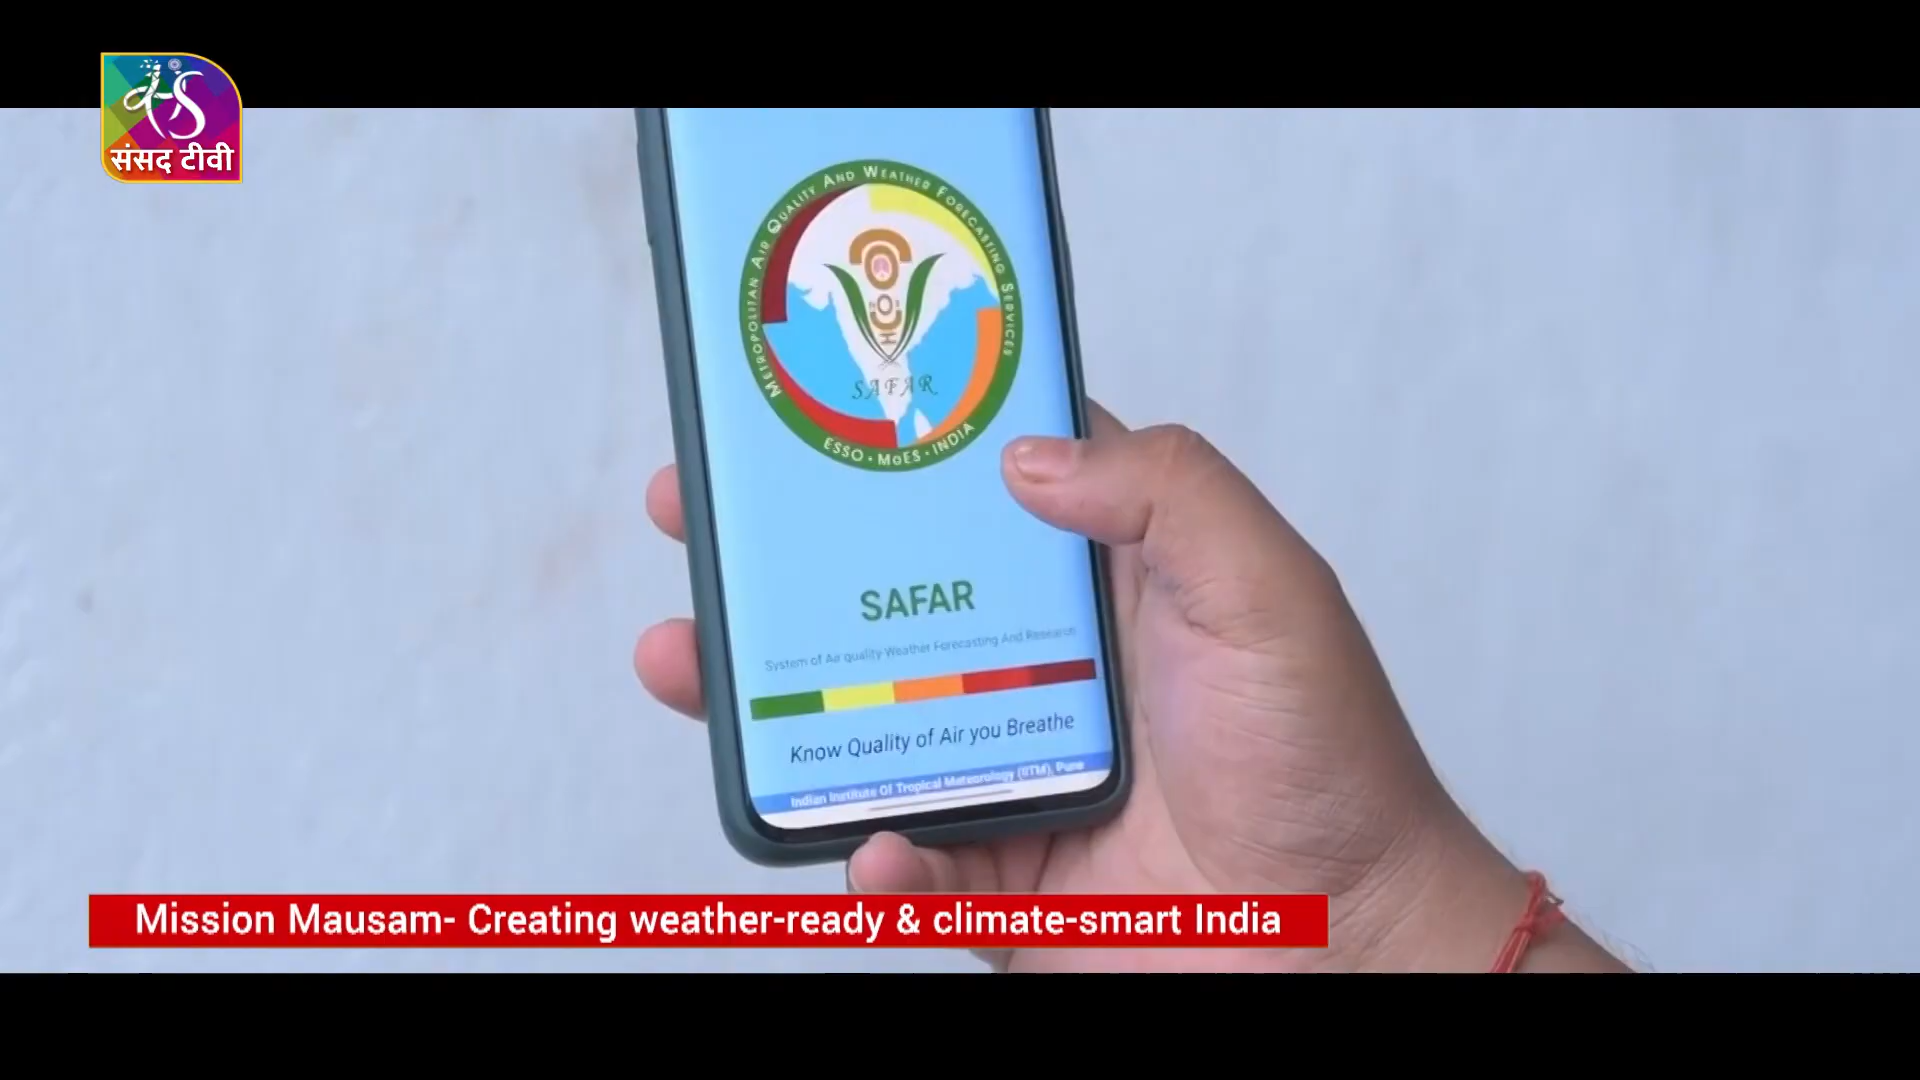 संसद टीवी
METROPOLITAN AIR QUALITY AND WEATHER FORECASTING SERVICES
SAFAR
ESSO • MoES • INDIA
SAFAR
System of Air quality-Weather Forecasting And Research
Know Quality of Air you Breathe
Indian Institute Of Tropical Meteorology (IITM), Pune
Mission Mausam- Creating weather-ready & climate-smart India